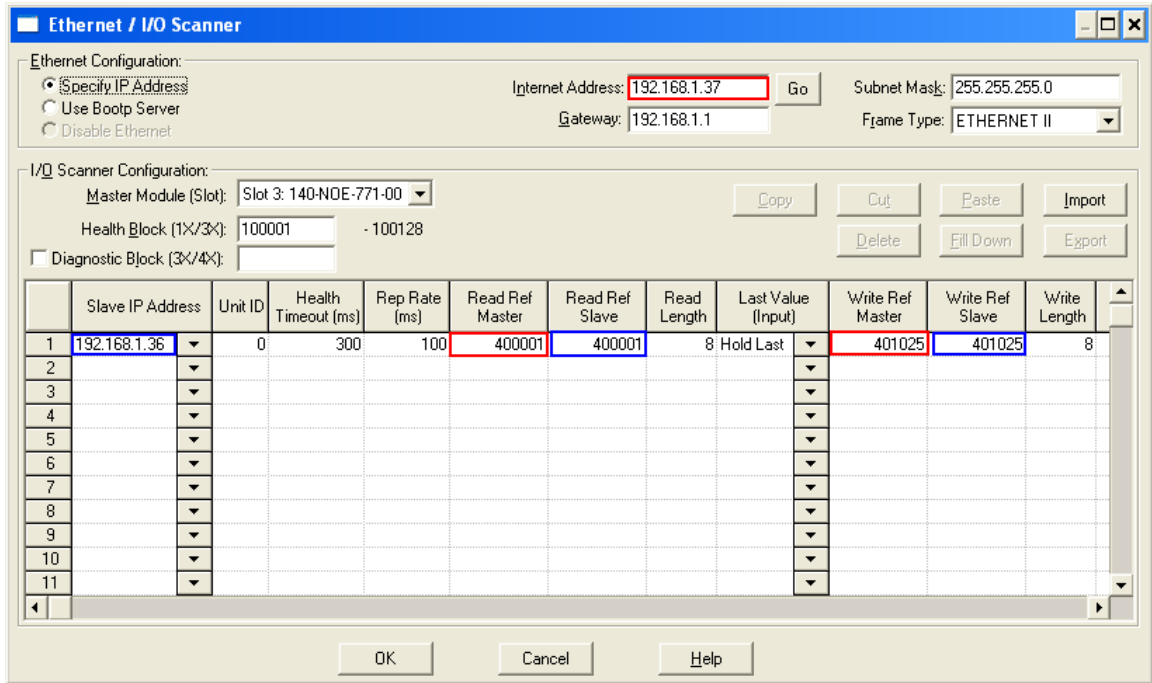 Ethernet / I/O Scanner
Ethernet Configuration:
Specify IP Address
Use Bootp Server
Disable Ethernet
Internet Address: 192.168.1.37 Go
Gateway: 192.168.1.1
Subnet Mask: 255.255.255.0
Frame Type: ETHERNET II
I/O Scanner Configuration:
Master Module (Slot): Slot 3: 140-NOE-771-00
Health Block (1X/3X): 100001 - 100128
Diagnostic Block (3X/4X):
Copy Cut Paste Import
Delete Fill Down Export
Slave IP Address Unit ID Health Timeout (ms) Rep Rate (ms) Read Ref Master Read Ref Slave Read Length Last Value (Input) Write Ref Master Write Ref Slave Write Length
1 192.168.1.36 0 300 100 400001 400001 8 Hold Last 401025 401025 8
2
3
4
5
6
7
8
9
10
11
OK Cancel Help